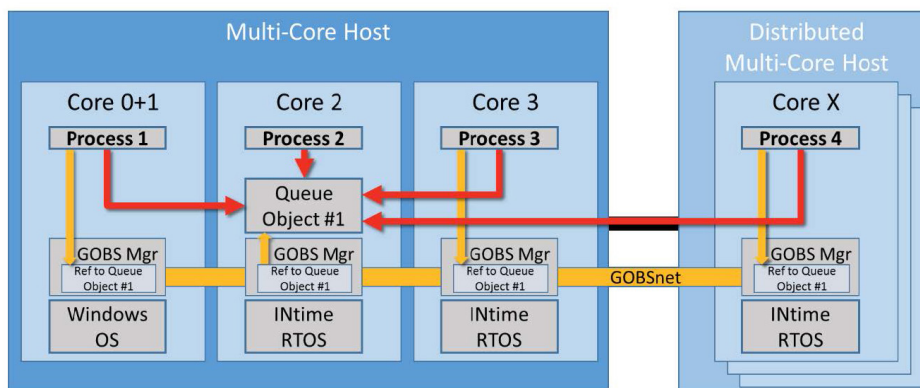 Multi-Core Host
Distributed
Multi-Core Host
Core 0+1
Core 2
Core 3
Core X
Process 1
Process 2
Process 3
Process 4
Queue
Object #1
GOBS Mgr
Ref to Queue
Object #1
GOBS Mgr
Ref to Queue
Object #1
GOBS Mgr
Ref to Queue
Object #1
GOBSnet
GOBS Mgr
Ref to Queue
Object #1
Windows
OS
INtime
RTOS
INtime
RTOS
INtime
RTOS